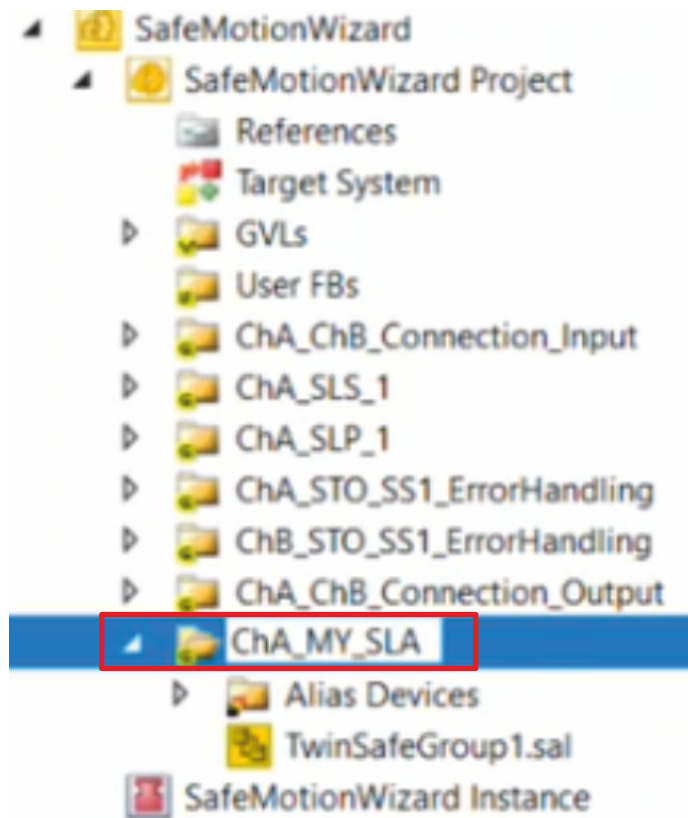 SafeMotionWizard
SafeMotionWizard Project
References
Target System
GVLs
User FBs
ChA_ChB_Connection_Input
ChA_SLS_1
ChA_SLP_1
ChA_STO_SS1_ErrorHandling
ChB_STO_SS1_ErrorHandling
ChA_ChB_Connection_Output
ChA_MY_SLA
Alias Devices
TwinSafeGroup1.sal
SafeMotionWizard Instance